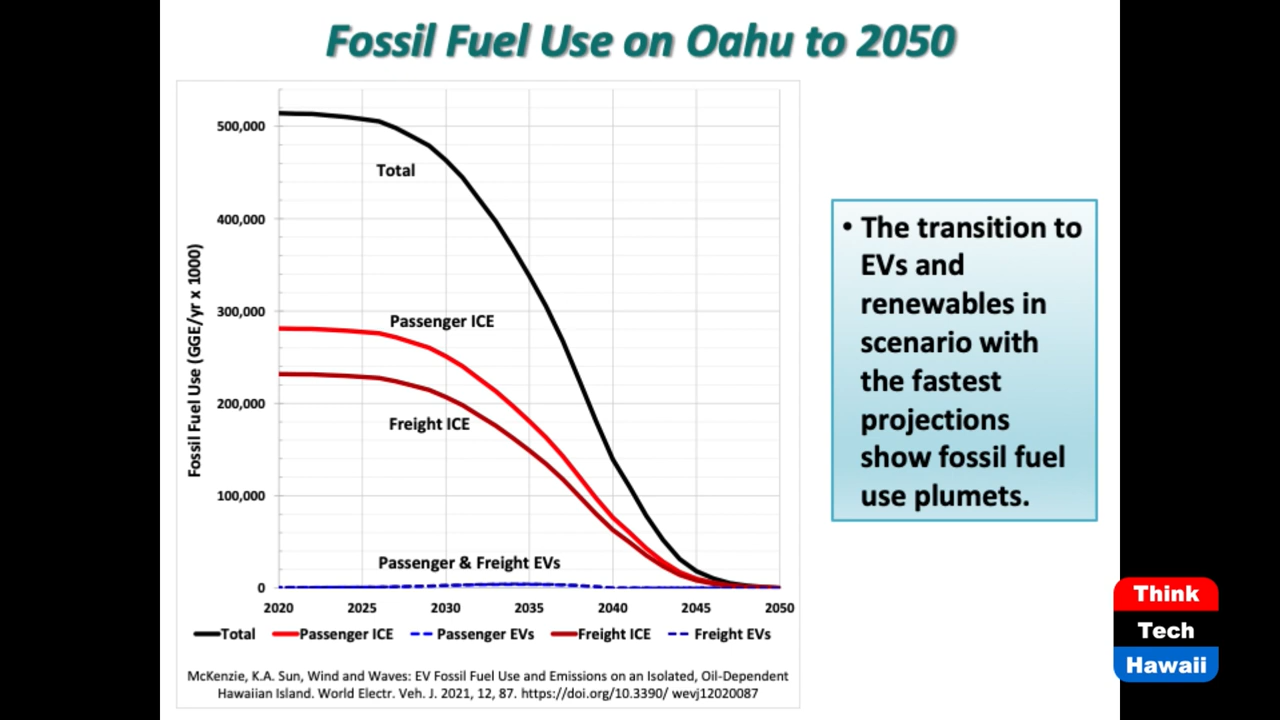 Fossil Fuel Use on Oahu to 2050
Fossil Fuel Use (GGE/yr x 1000)
500,000
400,000
300,000
200,000
100,000
0
Total
Passenger ICE
Freight ICE
Passenger & Freight EVs
2020 2025 2030 2035 2040 2045 2050
Total Passenger ICE Passenger EVs Freight ICE Freight EVs
McKenzie, K.A. Sun, Wind and Waves: EV Fossil Fuel Use and Emissions on an Isolated, Oil-Dependent
Hawaiian Island. World Electr. Veh. J. 2021, 12, 87. https://doi.org/10.3390/ wevj12020087
• The transition to
EVs and
renewables in
scenario with
the fastest
projections
show fossil fuel
use plumets.
Think
Tech
Hawaii